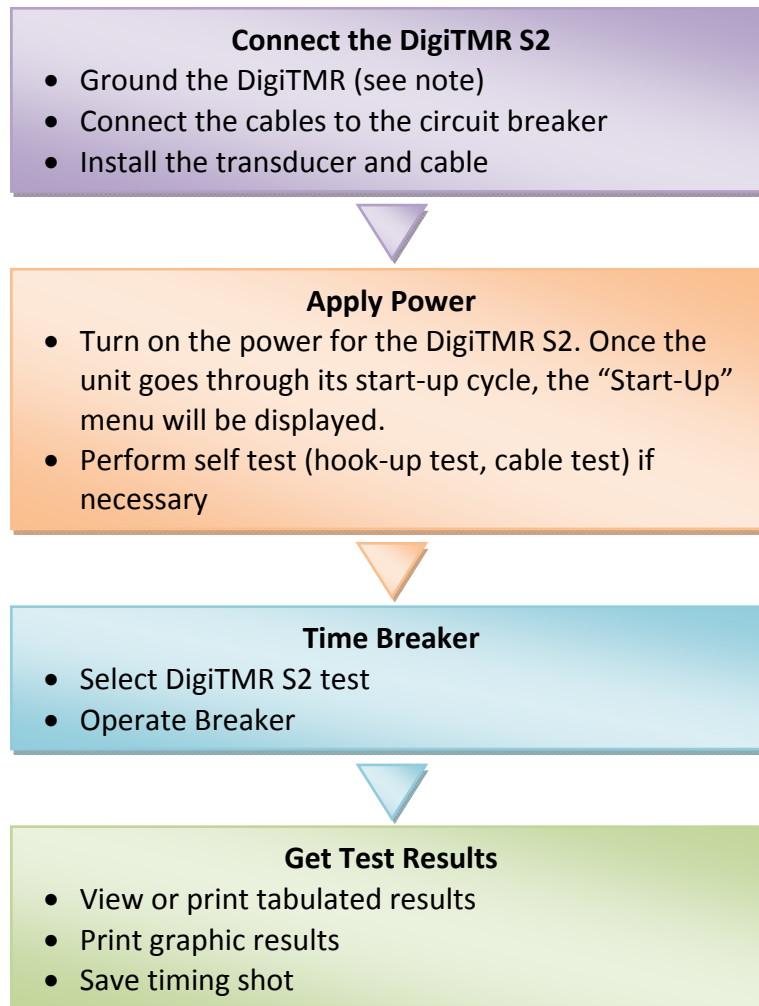 Connect the DigiTMR S2
• Ground the DigiTMR (see note)
• Connect the cables to the circuit breaker
• Install the transducer and cable
Apply Power
• Turn on the power for the DigiTMR S2. Once the
unit goes through its start-up cycle, the “Start-Up”
menu will be displayed.
• Perform self test (hook-up test, cable test) if
necessary
Time Breaker
• Select DigiTMR S2 test
• Operate Breaker
Get Test Results
• View or print tabulated results
• Print graphic results
• Save timing shot